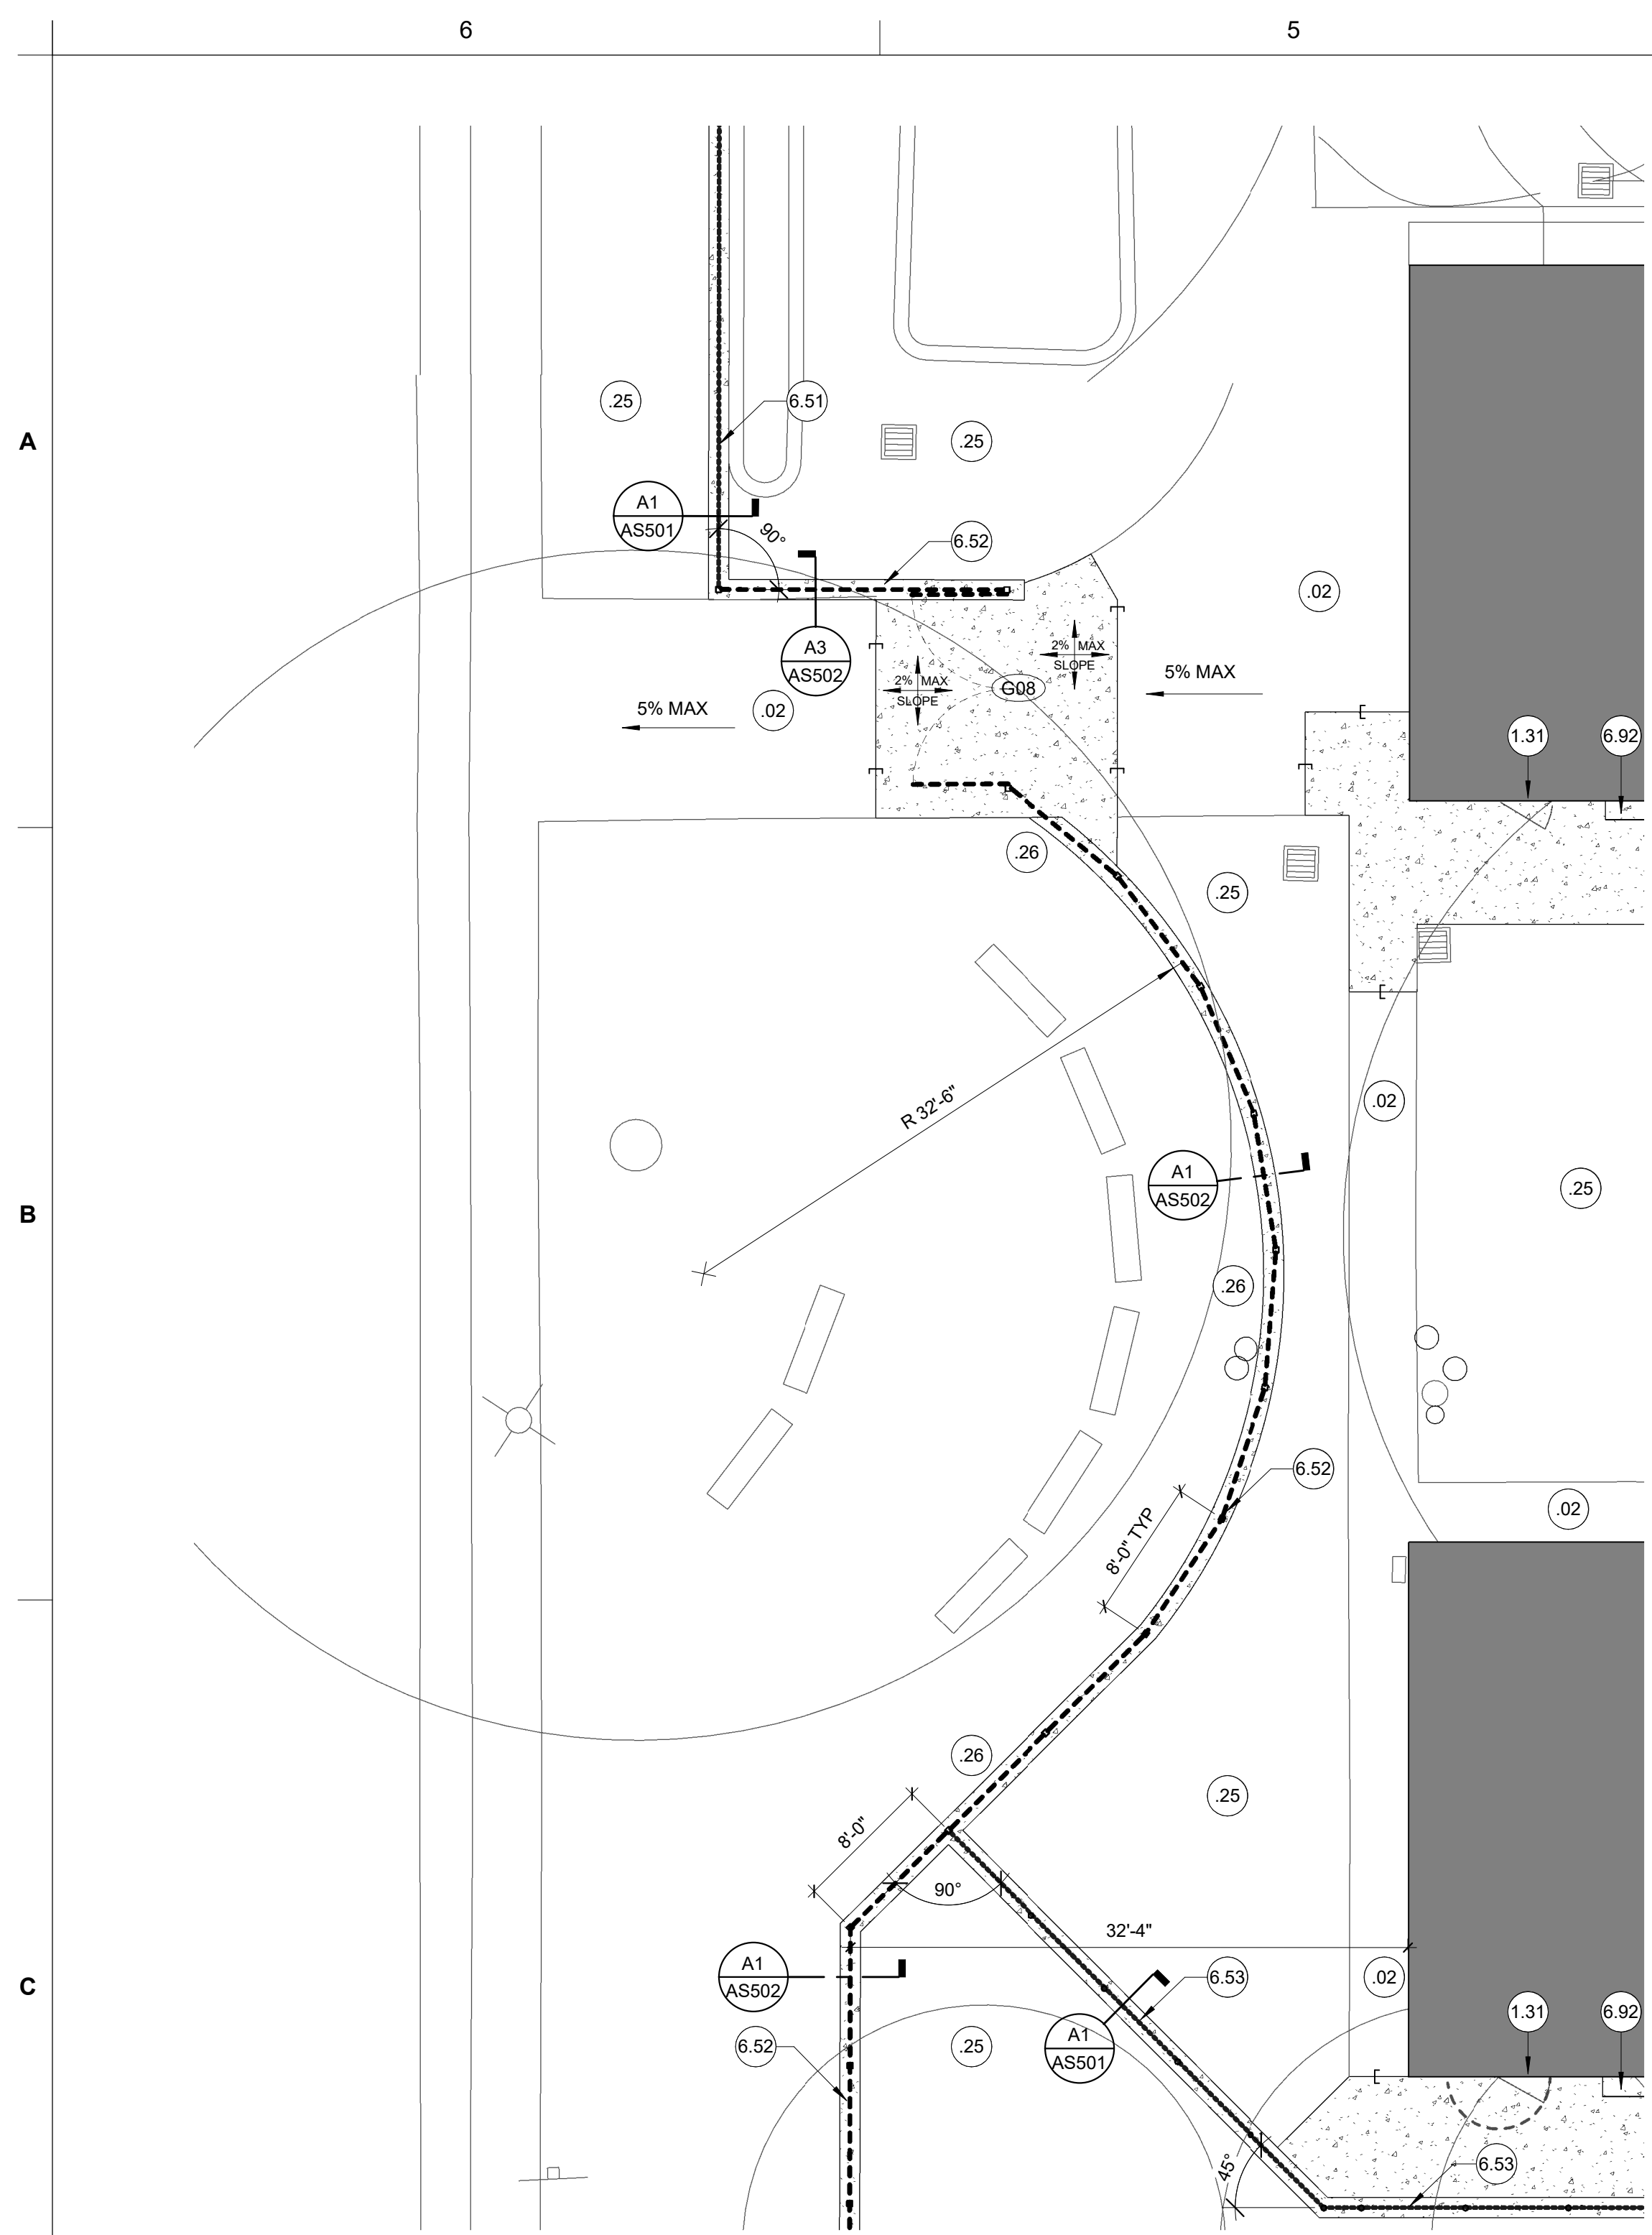 6
5
A
.25
6.51
.25
A1
AS501
90°
6.52
.02
A3
AS502
2% MAX
SLOPE
2% MAX
SLOPE
G08
5% MAX
5% MAX
.02
1.31
6.92
.26
.25
R 32'-6"
.02
A1
AS502
.25
B
.26
6.52
8'-0" TYP
.02
.26
.25
8'-0"
90°
32'-4"
A1
AS502
C
6.53
.02
1.31
6.92
6.52
.25
A1
AS501
45°
6.53